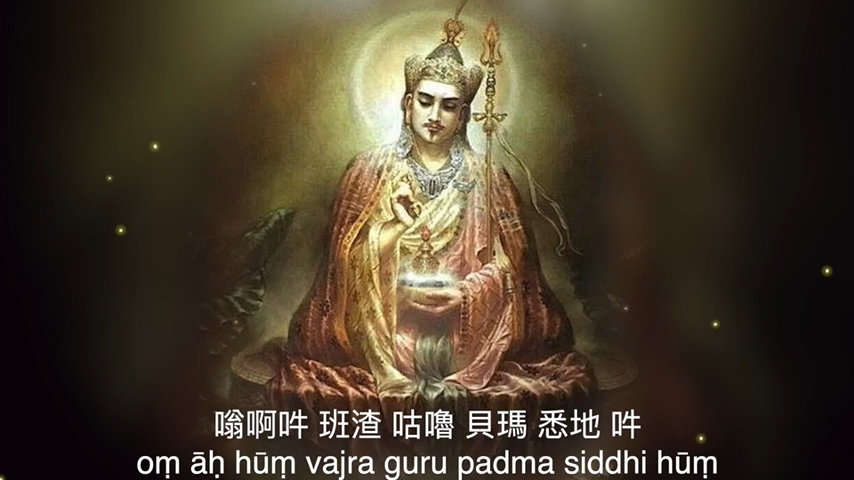 嗡啊吽 班渣 咕嚕 貝瑪 悉地 吽
oṃ āḥ hūṃ vajra guru padma siddhi hūṃ